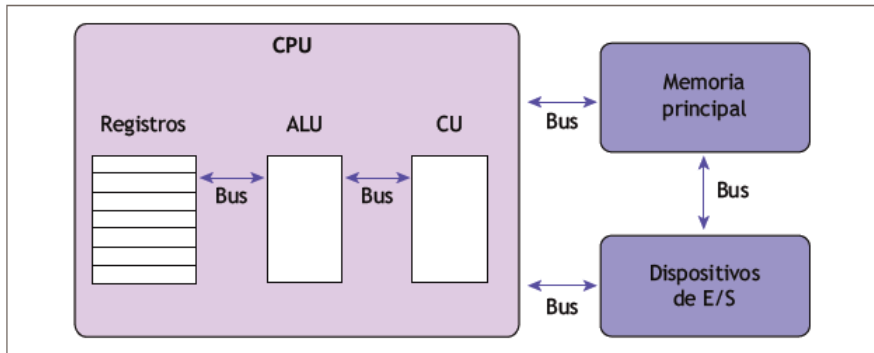 CPU
Registros
ALU
CU
Bus
Bus
Bus
Memoria
principal
Bus
Bus
Dispositivos
de E/S